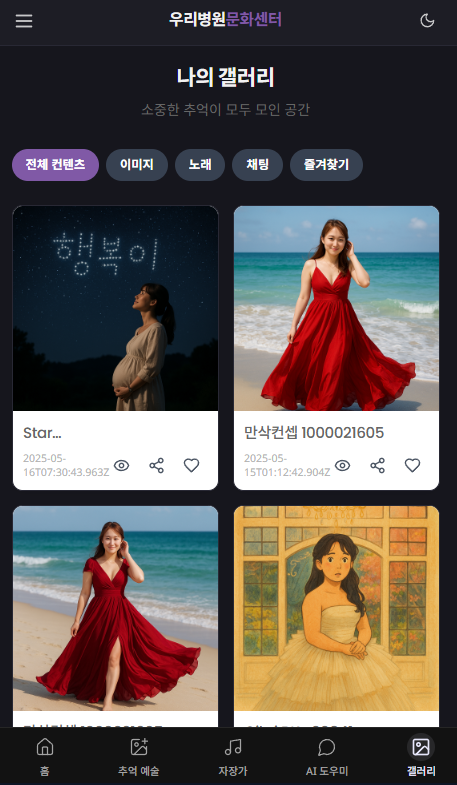 우리병원문화센터
나의 갤러리
소중한 추억이 모두 모인 공간
전체 컨텐츠 이미지 노래 채팅 즐겨찾기
행복이
Star...
2025-05-
16T07:30:43.963Z
만삭컨셉 1000021605
2025-05-
15T01:12:42.904Z
홈 추억 예술 자장가 AI 도우미 갤러리